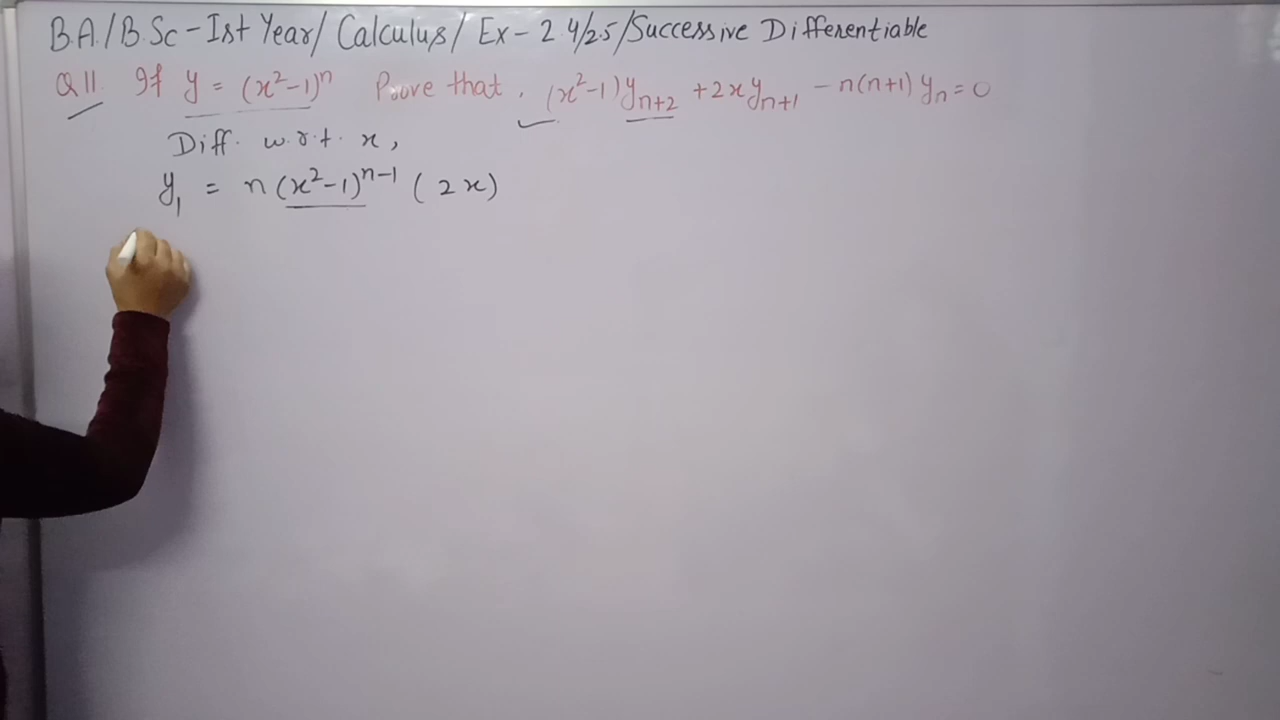 B.A./B.Sc - Ist Year/ Calculus/ Ex - 2.4/2.5/Successive Differentiable
Q11. If y = (x²-1)ⁿ Prove that, (x²-1)yₙ₊₂ + 2xyₙ₊₁ - n(n+1)yₙ = 0
Diff. w.r.t. x,
y₁ = n(x²-1)ⁿ⁻¹ (2x)